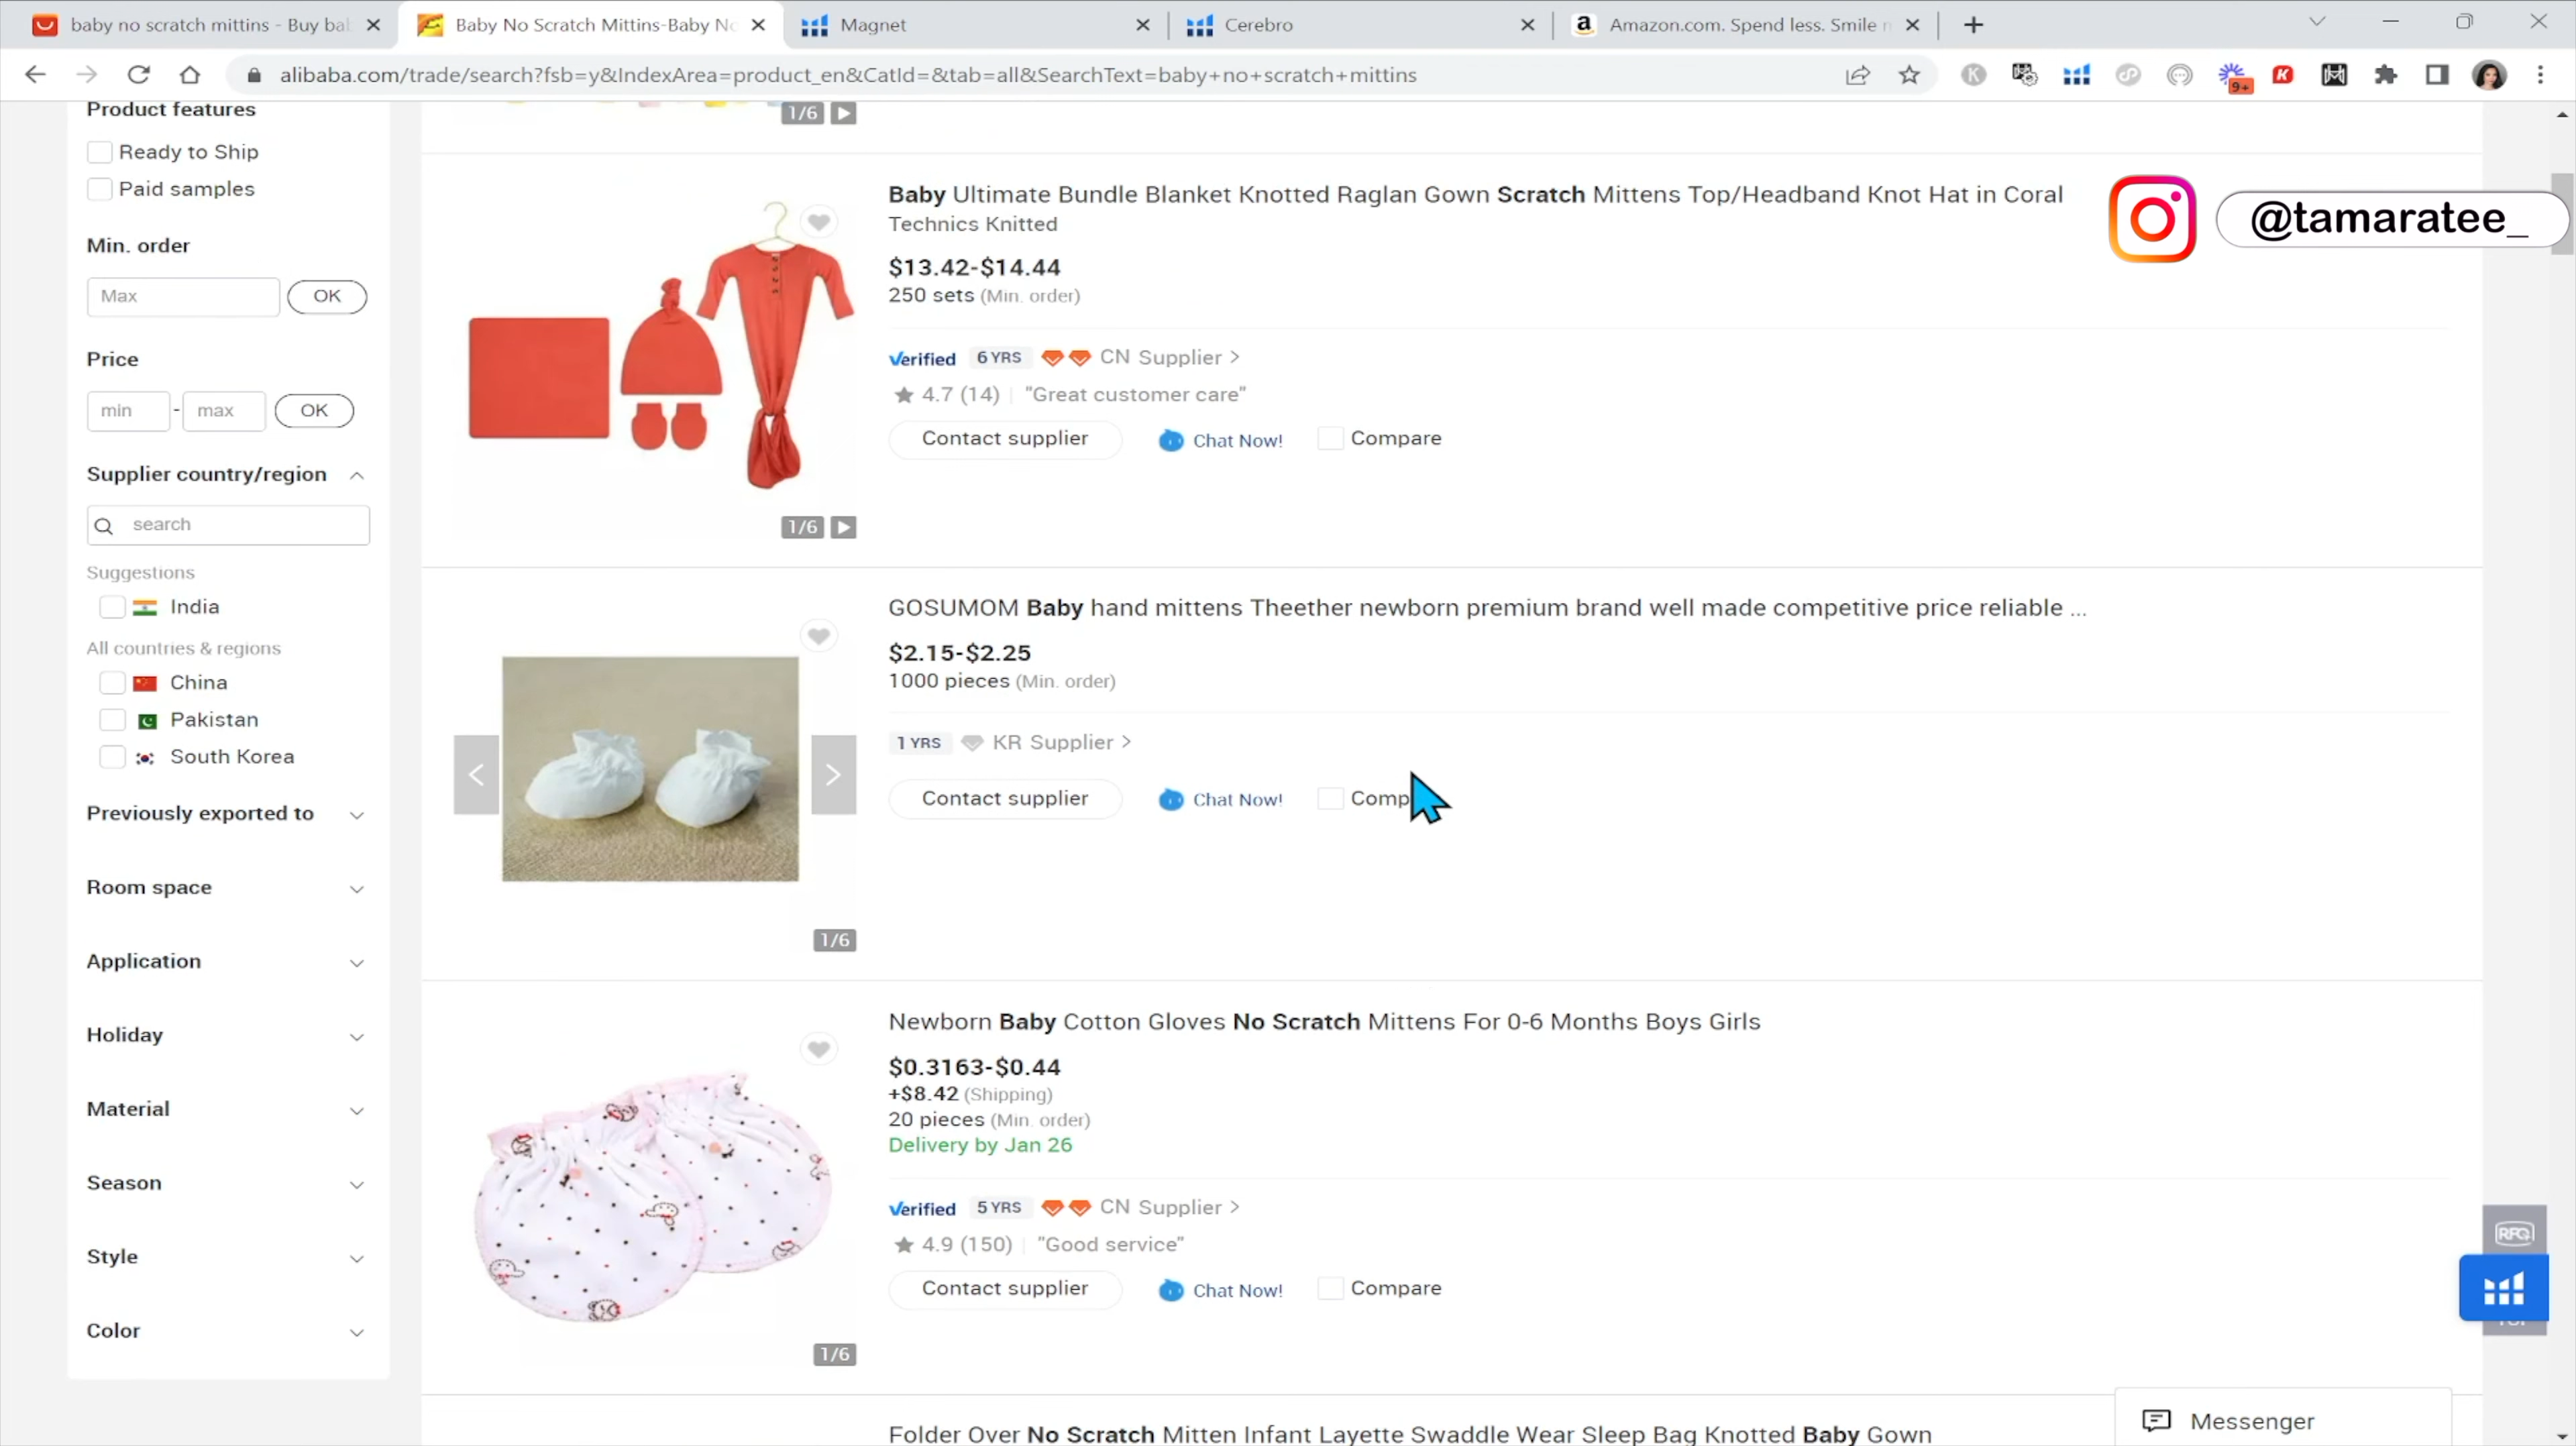 baby no scratch mittins - Buy bab
Baby No Scratch Mittins-Baby No
Magnet
Cerebro
Amazon.com. Spend less. Smile m
alibaba.com/trade/search?fsb=y&IndexArea=product_en&CatId=&tab=all&SearchText=baby+no+scratch+mittins
9+
Product features
Ready to Ship
Paid samples
Min. order
Max
OK
Price
min
-
max
OK
Supplier country/region
search
Suggestions
India
All countries & regions
China
Pakistan
South Korea
Previously exported to
Room space
Application
Holiday
Material
Season
Style
Color
1/6
Baby Ultimate Bundle Blanket Knotted Raglan Gown Scratch Mittens Top/Headband Knot Hat in Coral
Technics Knitted
$13.42-$14.44
250 sets (Min. order)
Verified 6 YRS CN Supplier >
4.7 (14) | "Great customer care"
Contact supplier Chat Now! Compare
1/6
@tamaratee_
GOSUMOM Baby hand mittens Theether newborn premium brand well made competitive price reliable ...
$2.15-$2.25
1000 pieces (Min. order)
1 YRS KR Supplier >
Contact supplier Chat Now! Comp
1/6
Newborn Baby Cotton Gloves No Scratch Mittens For 0-6 Months Boys Girls
$0.3163-$0.44
+$8.42 (Shipping)
20 pieces (Min. order)
Delivery by Jan 26
Verified 5 YRS CN Supplier >
4.9 (150) | "Good service"
Contact supplier Chat Now! Compare
1/6
RFQ
Folder Over No Scratch Mitten Infant Layette Swaddle Wear Sleep Bag Knotted Baby Gown
Messenger